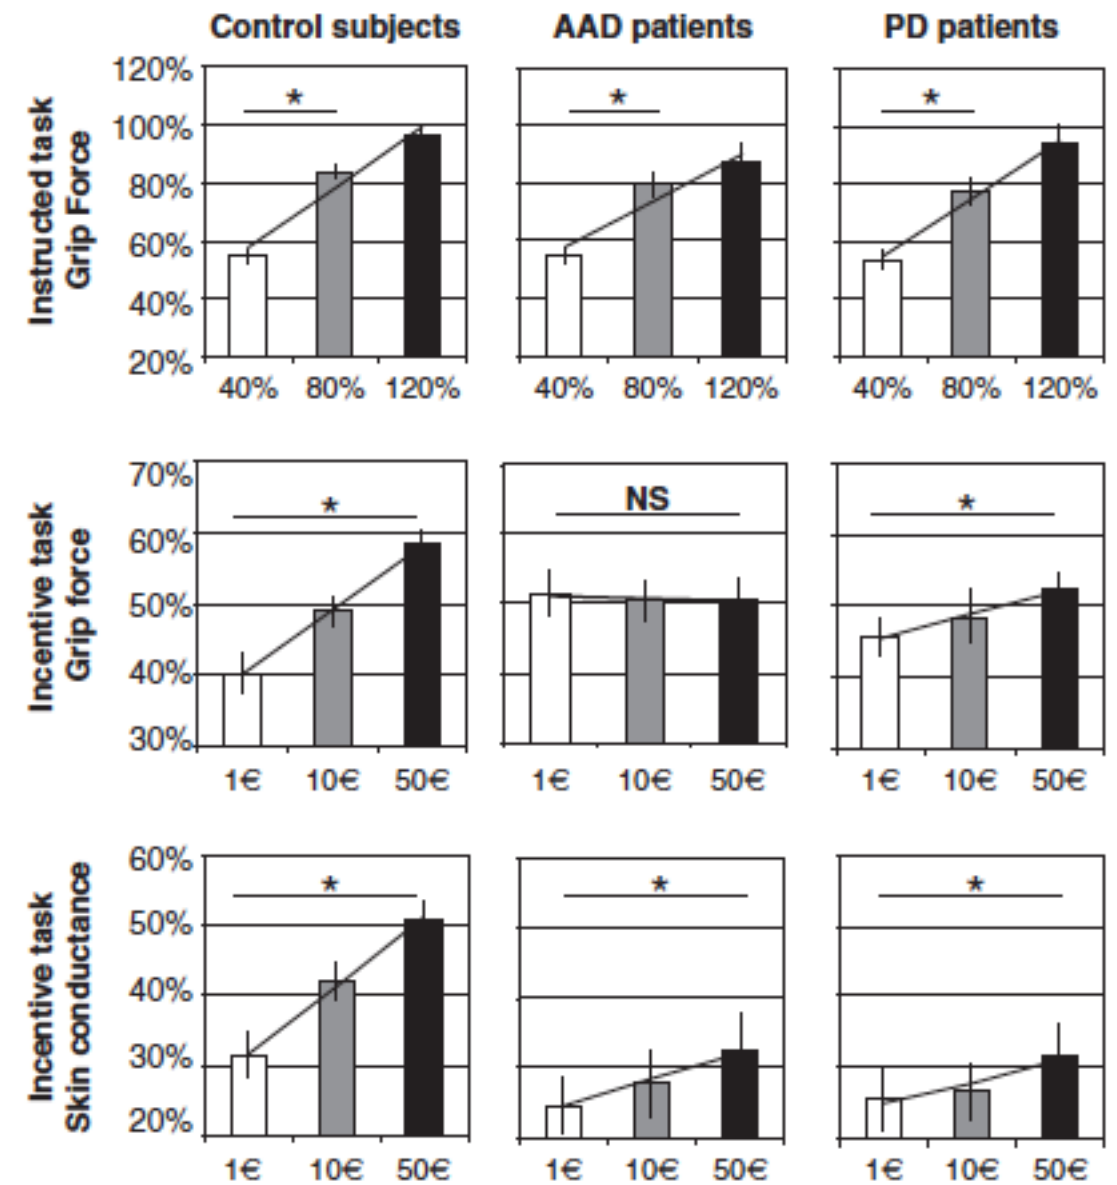 Control subjects AAD patients PD patients
Instructed task
Grip Force
120%
100%
80%
60%
40%
20%
* * *
40% 80% 120% 40% 80% 120% 40% 80% 120%
Incentive task
Grip force
70%
60%
50%
40%
30%
* NS *
1€ 10€ 50€ 1€ 10€ 50€ 1€ 10€ 50€
Incentive task
Skin conductance
60%
50%
40%
30%
20%
* * *
1€ 10€ 50€ 1€ 10€ 50€ 1€ 10€ 50€